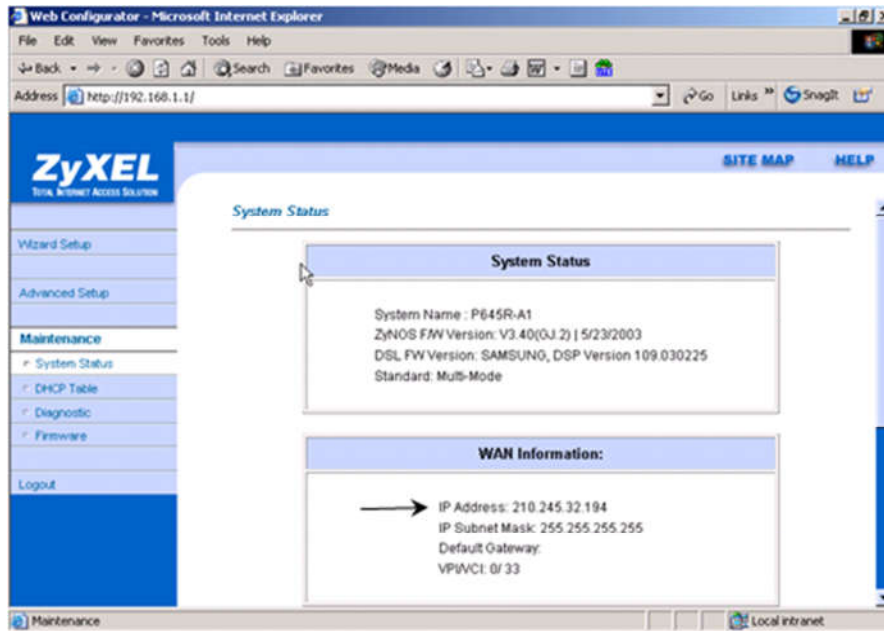 Web Configurator - Microsoft Internet Explorer
File Edit View Favorites Tools Help
Back Search Favorites Media
Address http://192.168.1.1/ Go Links » SnagIt
ZyXEL
TOTAL INTERNET ACCESS SOLUTION
SITE MAP HELP
System Status
Wizard Setup
Advanced Setup
Maintenance
System Status
DHCP Table
Diagnostic
Firmware
Logout
System Status
System Name : P645R-A1
ZyNOS F/W Version: V3.40(GJ.2) | 5/23/2003
DSL FW Version: SAMSUNG, DSP Version 109.030225
Standard: Multi-Mode
WAN Information:
IP Address: 210.245.32.194
IP Subnet Mask: 255.255.255.255
Default Gateway:
VPI/VCI: 0/ 33
Maintenance Local intranet